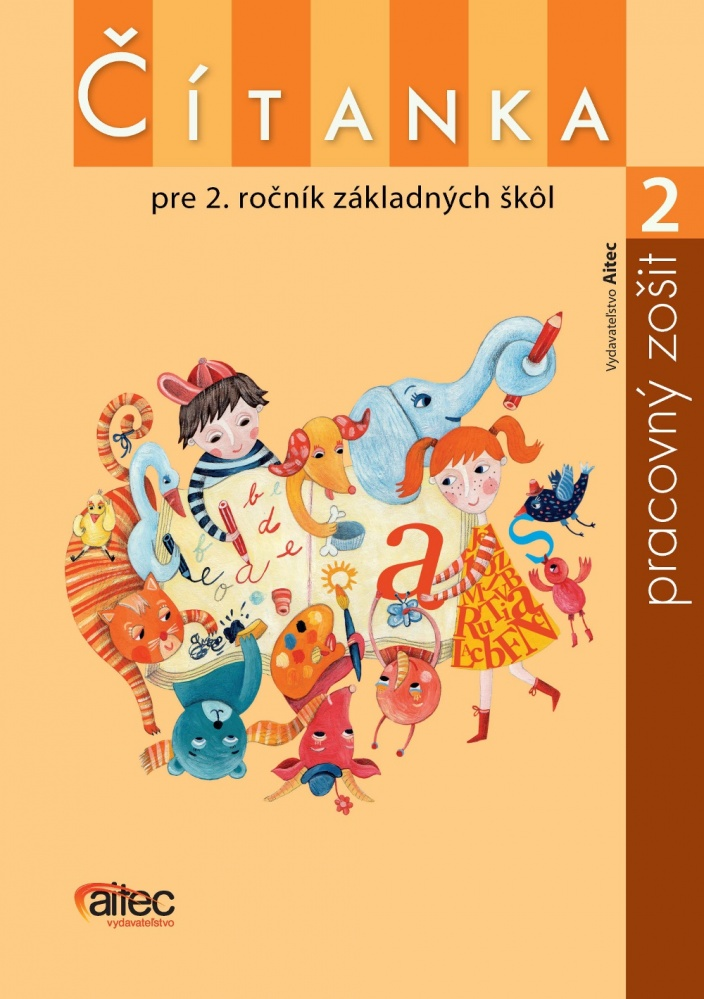 ČÍTANKA
pre 2. ročník základných škôl
2
pracovný zošit
Vydavateľstvo Aitec
b e
d
f a e
e o
a
s
aitec
vydavateľstvo